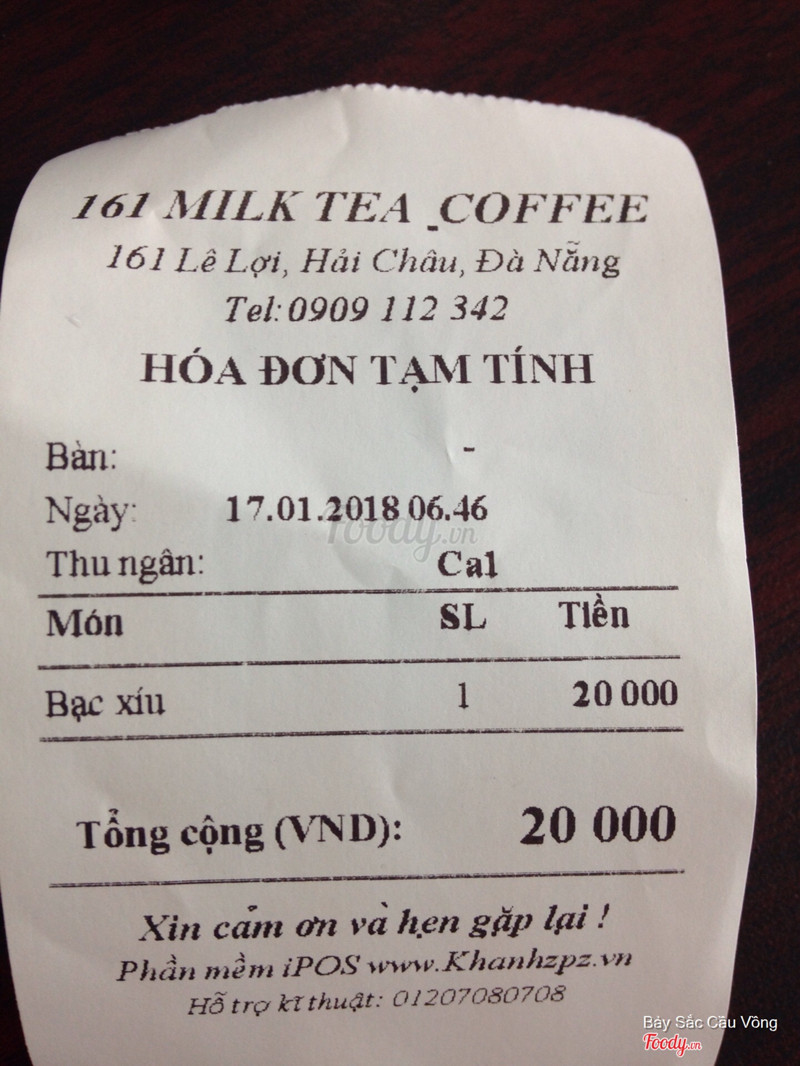 161 MILK TEA _COFFEE
161 Lê Lợi, Hải Châu, Đà Nẵng
Tel: 0909 112 342
HÓA ĐƠN TẠM TÍNH
Bàn: -
Ngày: 17.01.2018 06.46
Foody.vn
Thu ngân: Ca1
Món SL Tiền
Bạc xíu 1 20 000
Tổng cộng (VND): 20 000
Xin cảm ơn và hẹn gặp lại !
Phần mềm iPOS www.Khanhzpz.vn
Hỗ trợ kĩ thuật: 01207080708
Bảy Sắc Cầu Vồng
Foody.vn